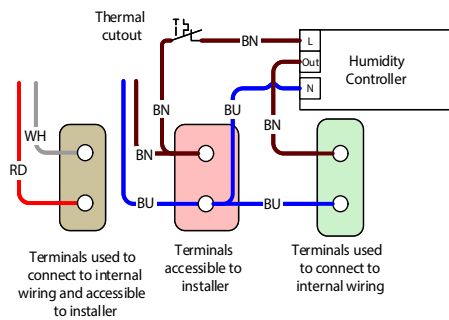 Thermal
cutout
BN
L
Out
N
Humidity
Controller
BN
BU
BN
WH
BN
RD
BU
BU
Terminals used to
connect to internal
wiring and accessible
to installer
Terminals
accessible to
installer
Terminals used
to connect to
internal wiring